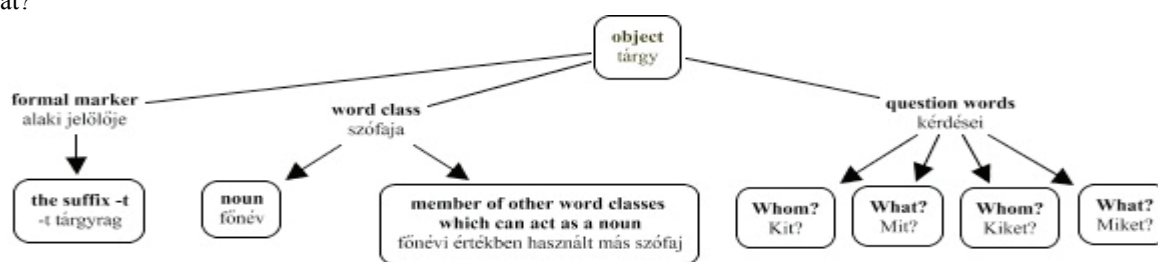 at?
object
tárgy
formal marker
alaki jelölője
word class
szófaja
question words
kérdései
the suffix -t
-t tárgyrag
noun
főnév
member of other word classes
which can act as a noun
főnévi értékben használt más szófaj
Whom?
Kit?
What?
Mit?
Whom?
Kiket?
What?
Miket?